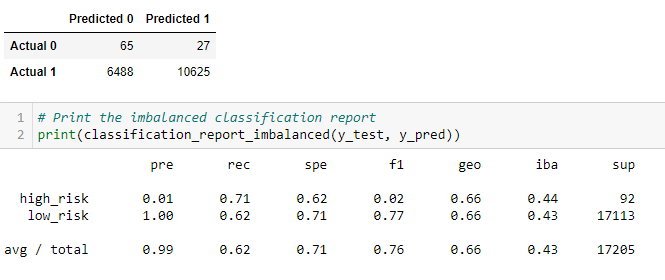 Predicted 0 Predicted 1
Actual 0 65 27
Actual 1 6488 10625
1 # Print the imbalanced classification report
2 print(classification_report_imbalanced(y_test, y_pred))
pre rec spe f1 geo iba sup
high_risk 0.01 0.71 0.62 0.02 0.66 0.44 92
low_risk 1.00 0.62 0.71 0.77 0.66 0.43 17113
avg / total 0.99 0.62 0.71 0.76 0.66 0.43 17205